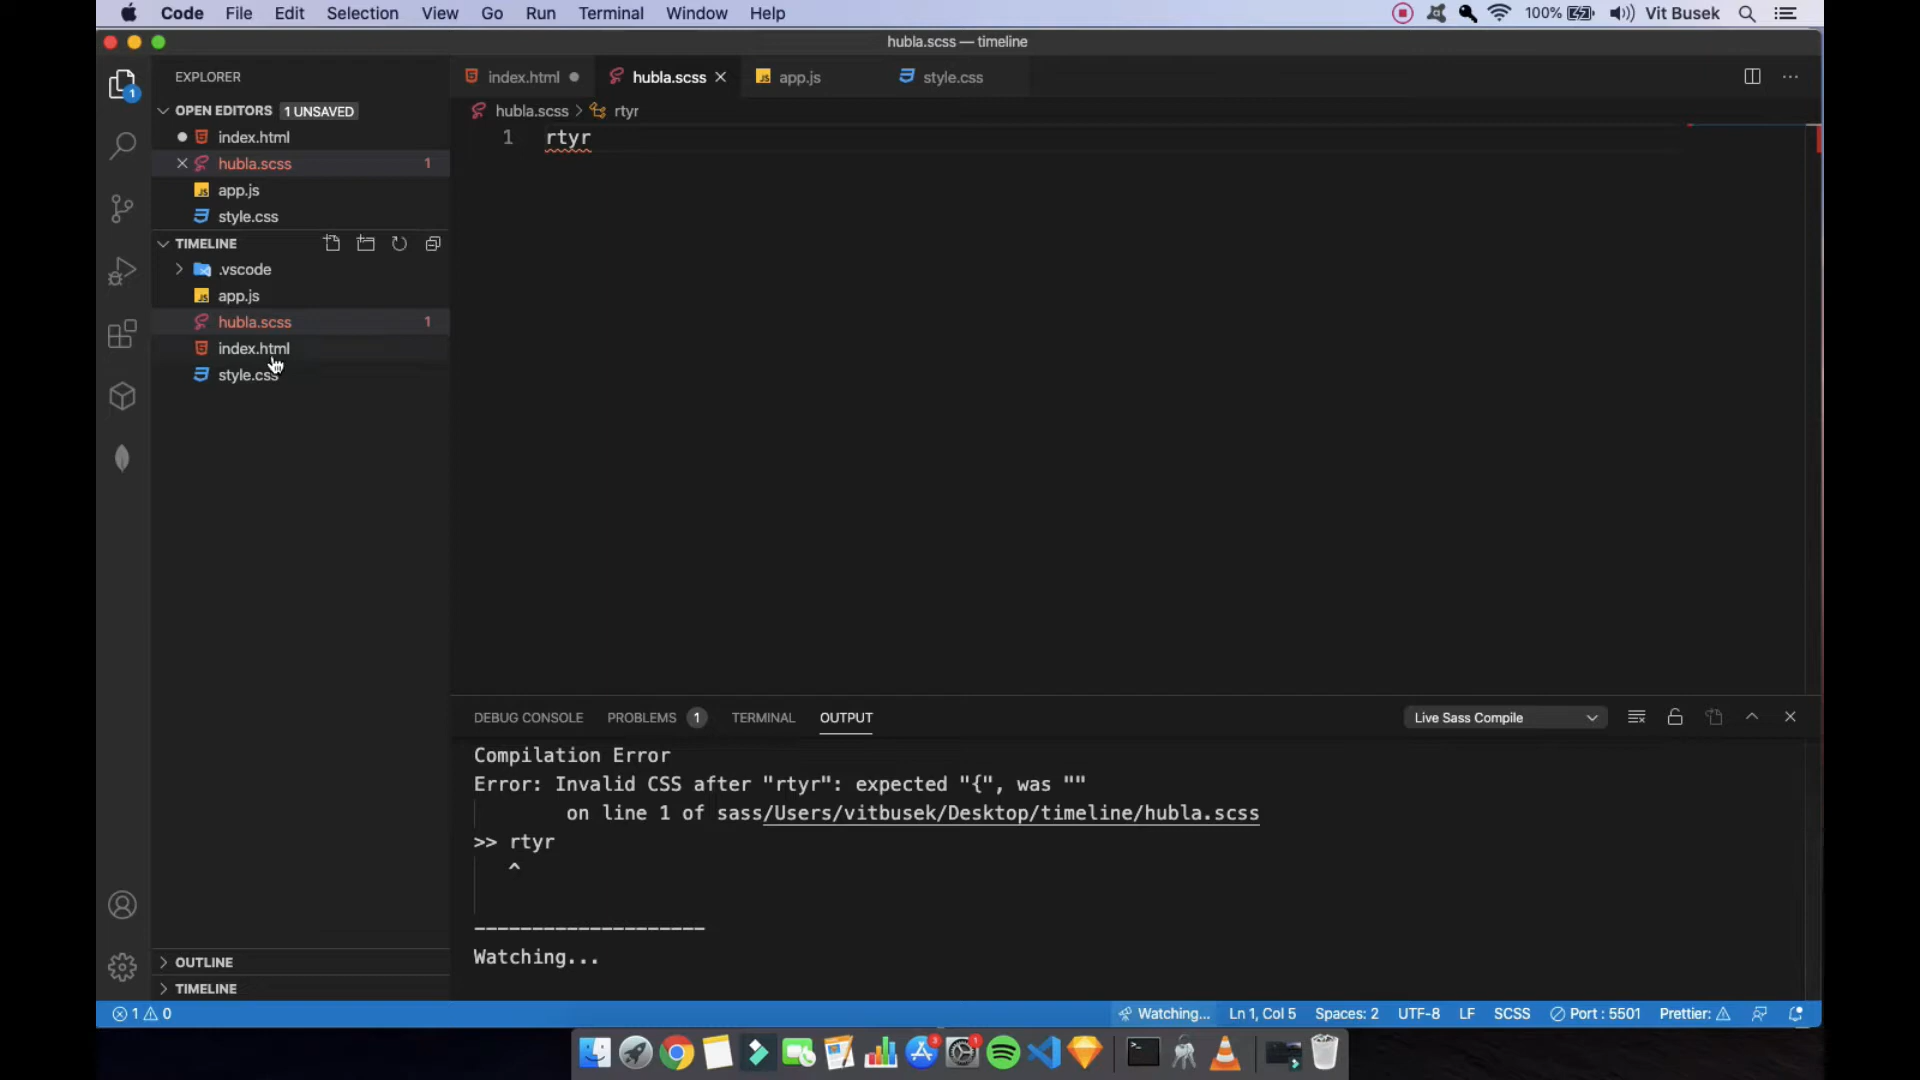 Code File Edit Selection View Go Run Terminal Window Help 100% Vit Busek
hubla.scss — timeline
EXPLORER
index.html hubla.scss app.js style.css
1
OPEN EDITORS 1 UNSAVED
hubla.scss > rtyr
index.html
1 rtyr
hubla.scss 1
app.js
style.css
TIMELINE
.vscode
app.js
hubla.scss 1
index.html
style.css
DEBUG CONSOLE PROBLEMS 1 TERMINAL OUTPUT Live Sass Compile
Compilation Error
Error: Invalid CSS after "rtyr": expected "{", was ""
on line 1 of sass/Users/vitbusek/Desktop/timeline/hubla.scss
>> rtyr
^
--------------------
Watching...
OUTLINE
TIMELINE
1 0 Watching... Ln 1, Col 5 Spaces: 2 UTF-8 LF SCSS Port : 5501 Prettier:
3 1